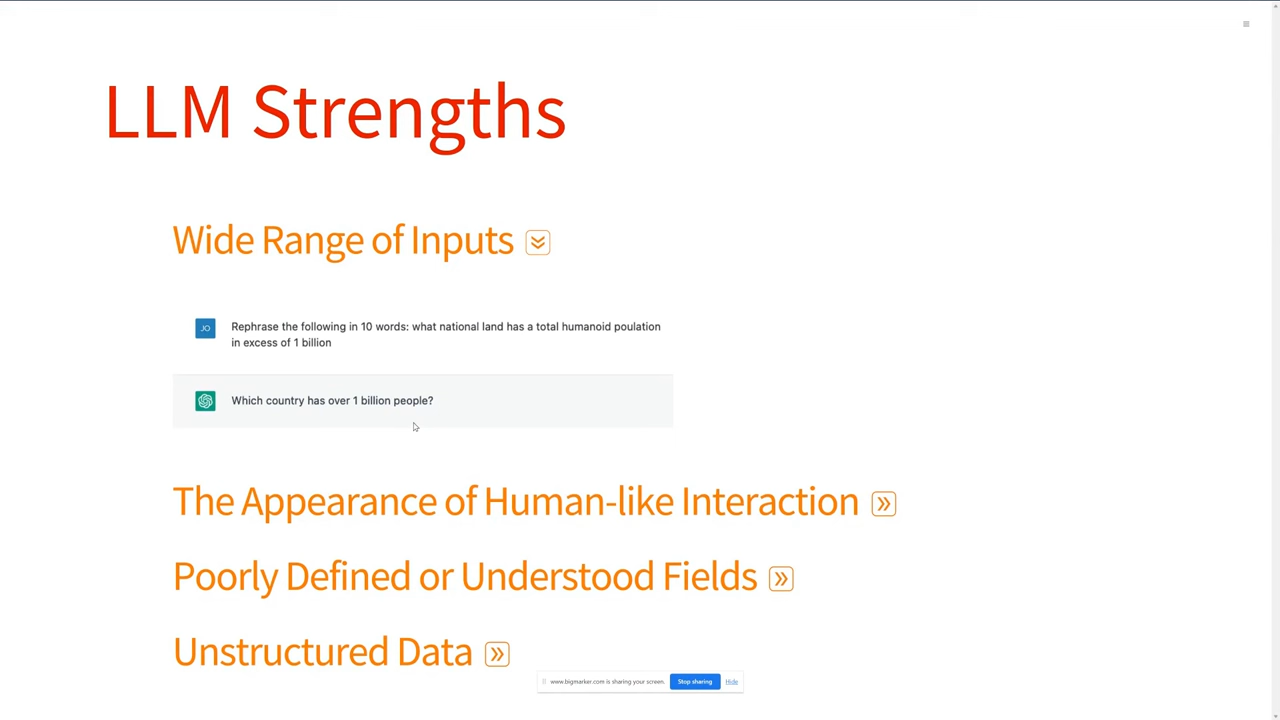 LLM Strengths
Wide Range of Inputs
JO
Rephrase the following in 10 words: what national land has a total humanoid poulation
in excess of 1 billion
Which country has over 1 billion people?
The Appearance of Human-like Interaction
Poorly Defined or Understood Fields
Unstructured Data
www.bigmarker.com is sharing your screen.
Stop sharing
Hide